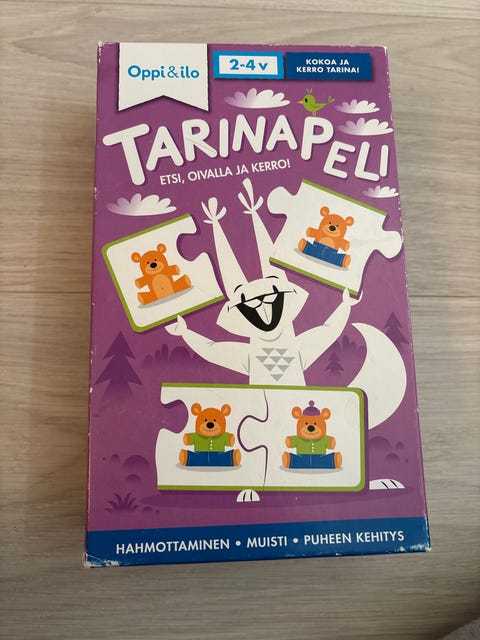 Oppi&ilo
2-4 v
KOKOA JA
KERRO TARINA!
TARINAPELI
ETSI, OIVALLA JA KERRO!
HAHMOTTAMINEN • MUISTI • PUHEEN KEHITYS